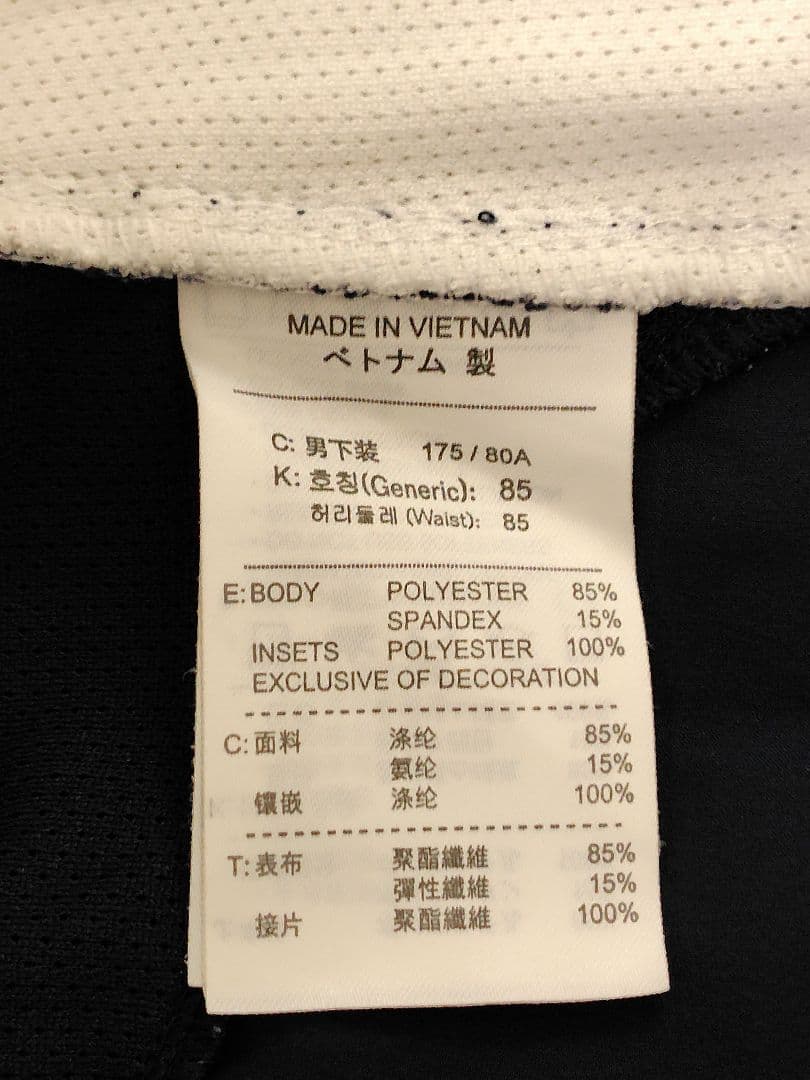 MADE IN VIETNAM
ベトナム 製
C: 男下装 175 / 80A
K: 호칭(Generic): 85
허리둘레 (Waist): 85
E: BODY POLYESTER 85%
SPANDEX 15%
INSETS POLYESTER 100%
EXCLUSIVE OF DECORATION
C: 面料 涤纶 85%
氨纶 15%
镶嵌 涤纶 100%
T: 表布 聚酯纖維 85%
彈性纖維 15%
接片 聚酯纖維 100%